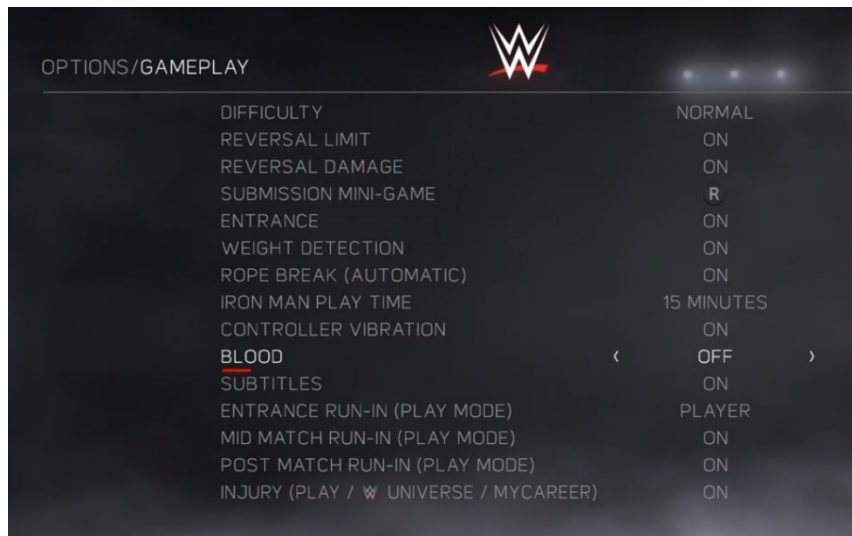 W
OPTIONS/GAMEPLAY
DIFFICULTY NORMAL
REVERSAL LIMIT ON
REVERSAL DAMAGE ON
SUBMISSION MINI-GAME R
ENTRANCE ON
WEIGHT DETECTION ON
ROPE BREAK (AUTOMATIC) ON
IRON MAN PLAY TIME 15 MINUTES
CONTROLLER VIBRATION ON
BLOOD ‹ OFF ›
SUBTITLES ON
ENTRANCE RUN-IN (PLAY MODE) PLAYER
MID MATCH RUN-IN (PLAY MODE) ON
POST MATCH RUN-IN (PLAY MODE) ON
INJURY (PLAY / W UNIVERSE / MYCAREER) ON